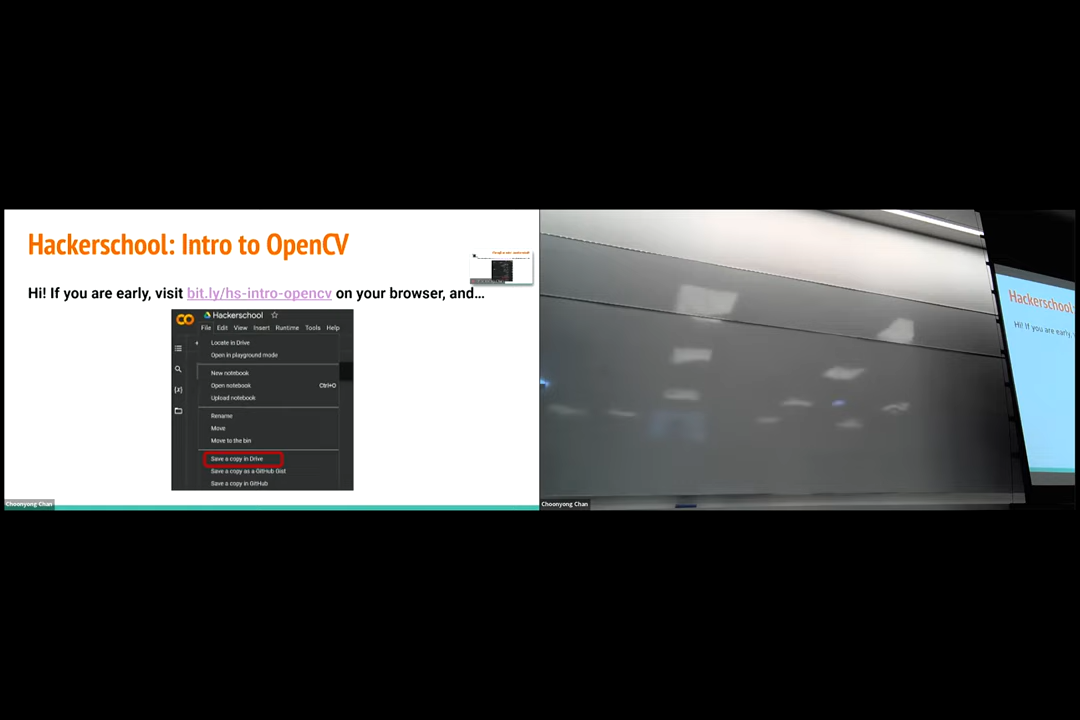 Hackerschool: Intro to OpenCV
Hi! If you are early, visit bit.ly/hs-intro-opencv on your browser, and…
Hackerschool
File Edit View Insert Runtime Tools Help
Locate in Drive
Open in playground mode
New notebook
Open notebook Ctrl+O
Upload notebook
Rename
Move
Move to the bin
Save a copy in Drive
Save a copy as a GitHub Gist
Save a copy in GitHub
Choonyong Chan
Hackerschool:
Hi! If you are early,
Choonyong Chan